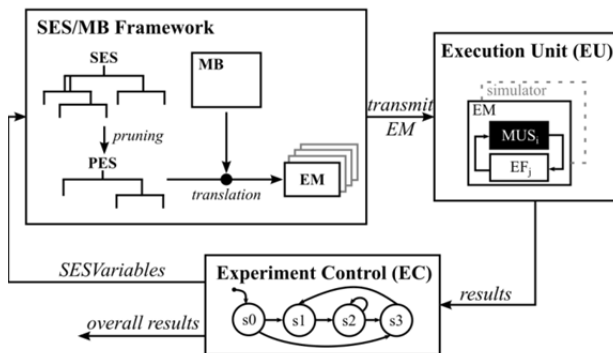 SES/MB Framework
SES
MB
pruning
PES
translation
EM
transmit
EM
Execution Unit (EU)
simulator
EM
MUSi
EFj
SESVariables
Experiment Control (EC)
s0
s1
s2
s3
results
overall results